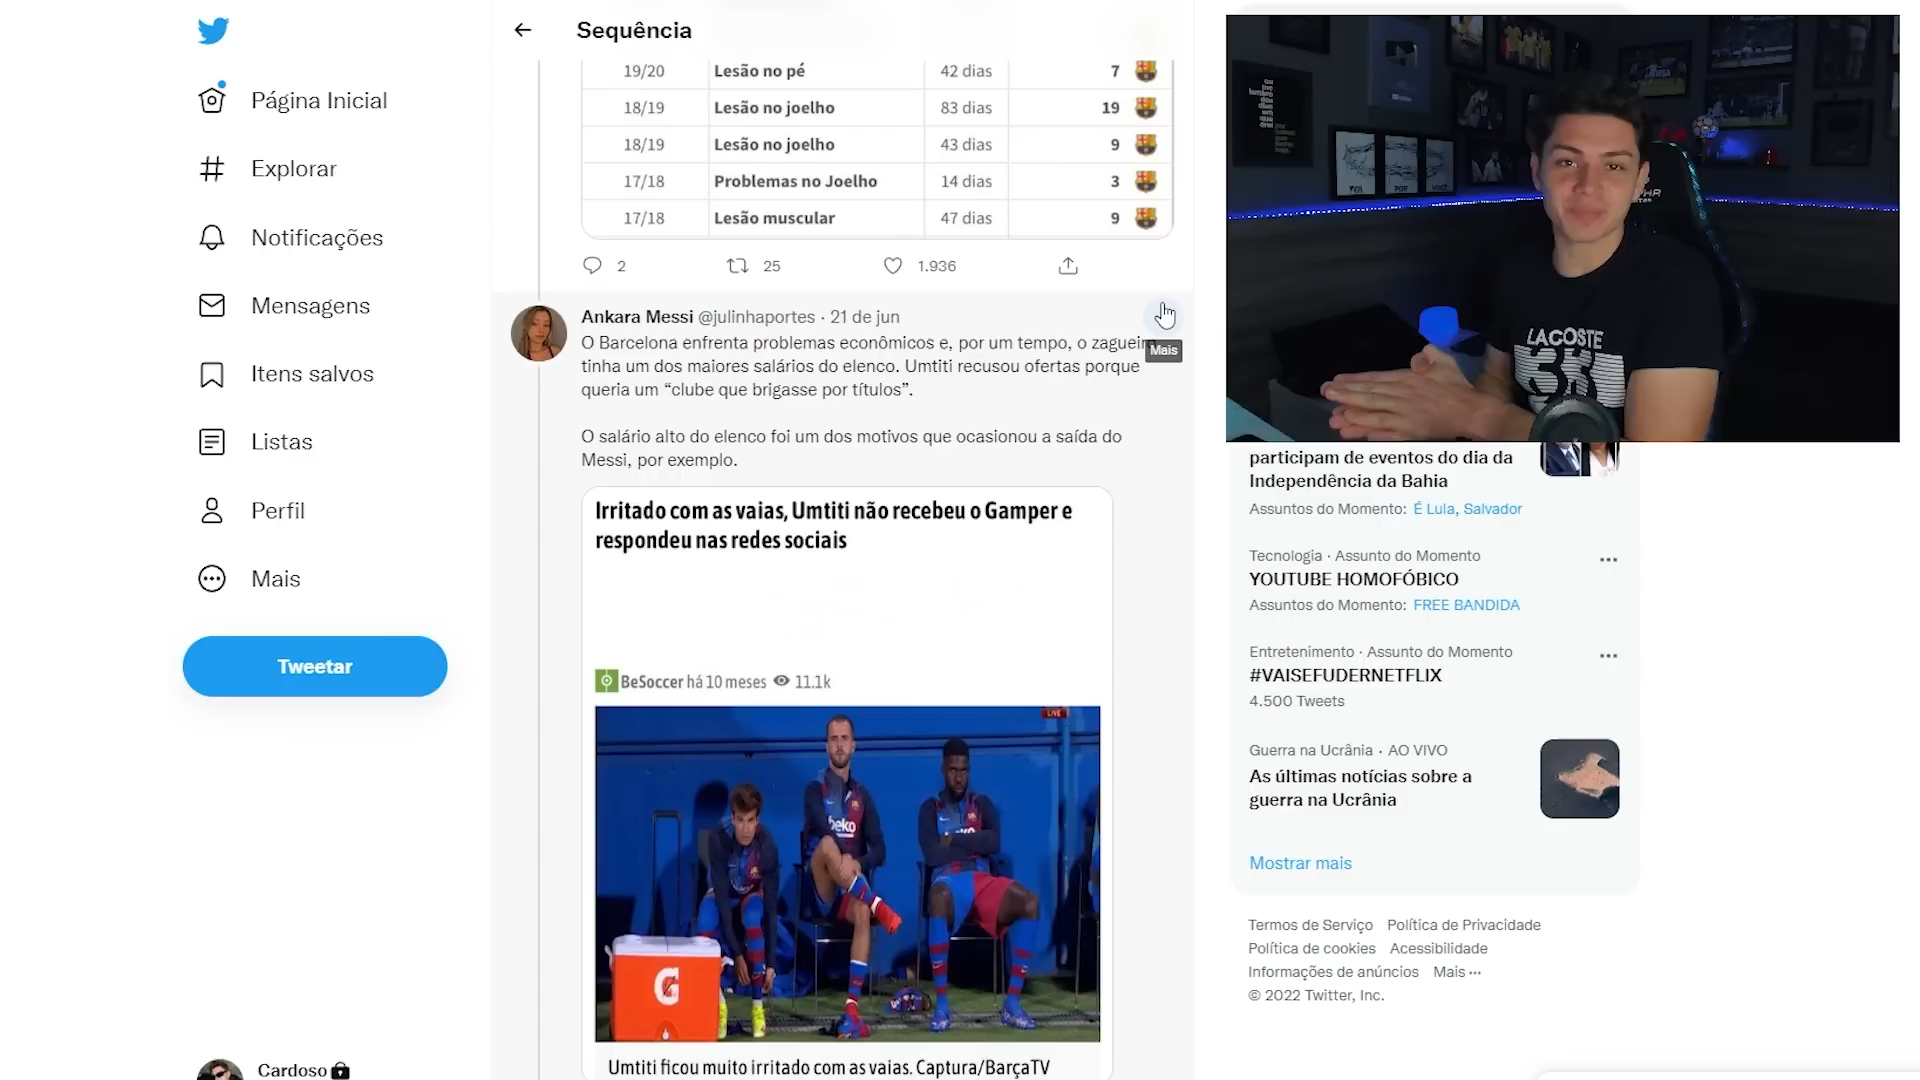 Sequência
Página Inicial
Explorar
Notificações
Mensagens
Itens salvos
Listas
Perfil
Mais
Tweetar
Cardoso
19/20 Lesão no pé 42 dias 7
18/19 Lesão no joelho 83 dias 19
18/19 Lesão no joelho 43 dias 9
17/18 Problemas no Joelho 14 dias 3
17/18 Lesão muscular 47 dias 9
2 25 1.936
Ankara Messi @julinhaportes · 21 de jun
Mais
O Barcelona enfrenta problemas econômicos e, por um tempo, o zagueiro
tinha um dos maiores salários do elenco. Umtiti recusou ofertas porque
queria um “clube que brigasse por títulos”.
O salário alto do elenco foi um dos motivos que ocasionou a saída do
Messi, por exemplo.
Irritado com as vaias, Umtiti não recebeu o Gamper e
respondeu nas redes sociais
BeSoccer há 10 meses 11.1k
LIVE
beko
beko
G
Umtiti ficou muito irritado com as vaias. Captura/BarçaTV
LACOSTE
participam de eventos do dia da
Independência da Bahia
Assuntos do Momento: É Lula, Salvador
Tecnologia · Assunto do Momento
YOUTUBE HOMOFÓBICO
Assuntos do Momento: FREE BANDIDA
Entretenimento · Assunto do Momento
#VAISEFUDERNETFLIX
4.500 Tweets
Guerra na Ucrânia · AO VIVO
As últimas notícias sobre a
guerra na Ucrânia
Mostrar mais
Termos de Serviço Política de Privacidade
Política de cookies Acessibilidade
Informações de anúncios Mais ···
© 2022 Twitter, Inc.